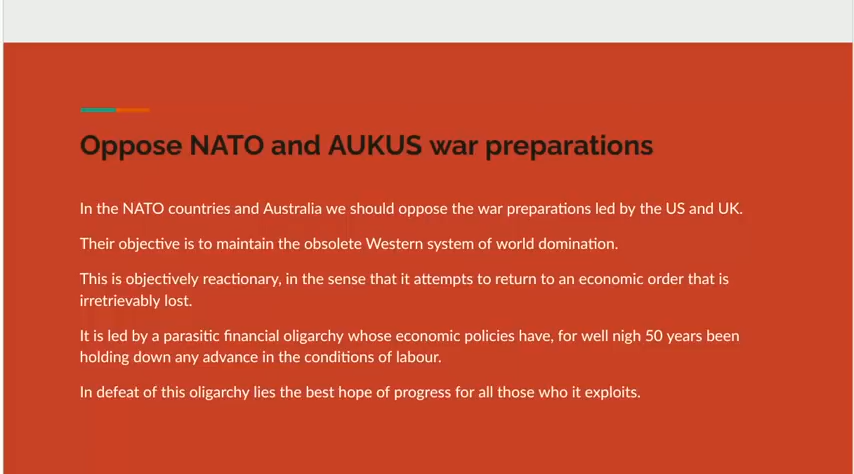 Oppose NATO and AUKUS war preparations
In the NATO countries and Australia we should oppose the war preparations led by the US and UK.
Their objective is to maintain the obsolete Western system of world domination.
This is objectively reactionary, in the sense that it attempts to return to an economic order that is
irretrievably lost.
It is led by a parasitic financial oligarchy whose economic policies have, for well nigh 50 years been
holding down any advance in the conditions of labour.
In defeat of this oligarchy lies the best hope of progress for all those who it exploits.